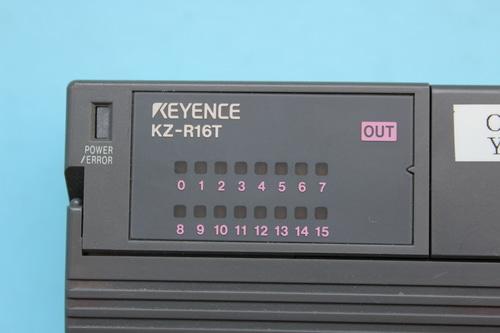 KEYENCE
KZ-R16T
OUT
POWER
/ERROR
0 1 2 3 4 5 6 7
8 9 10 11 12 13 14 15